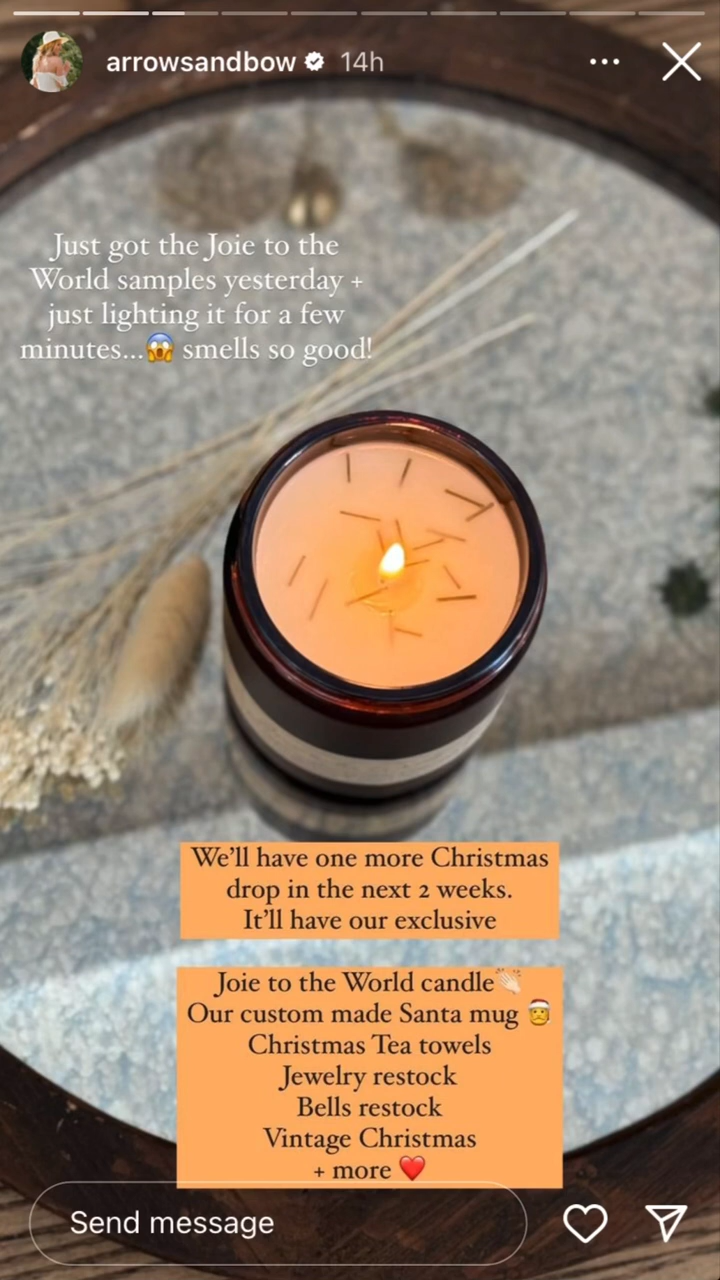 arrowsandbow 14h
Just got the Joie to the
World samples yesterday +
just lighting it for a few
minutes...😱 smells so good!
We’ll have one more Christmas
drop in the next 2 weeks.
It’ll have our exclusive
Joie to the World candle👏🏻
Our custom made Santa mug 🎅
Christmas Tea towels
Jewelry restock
Bells restock
Vintage Christmas
+ more ❤️
Send message